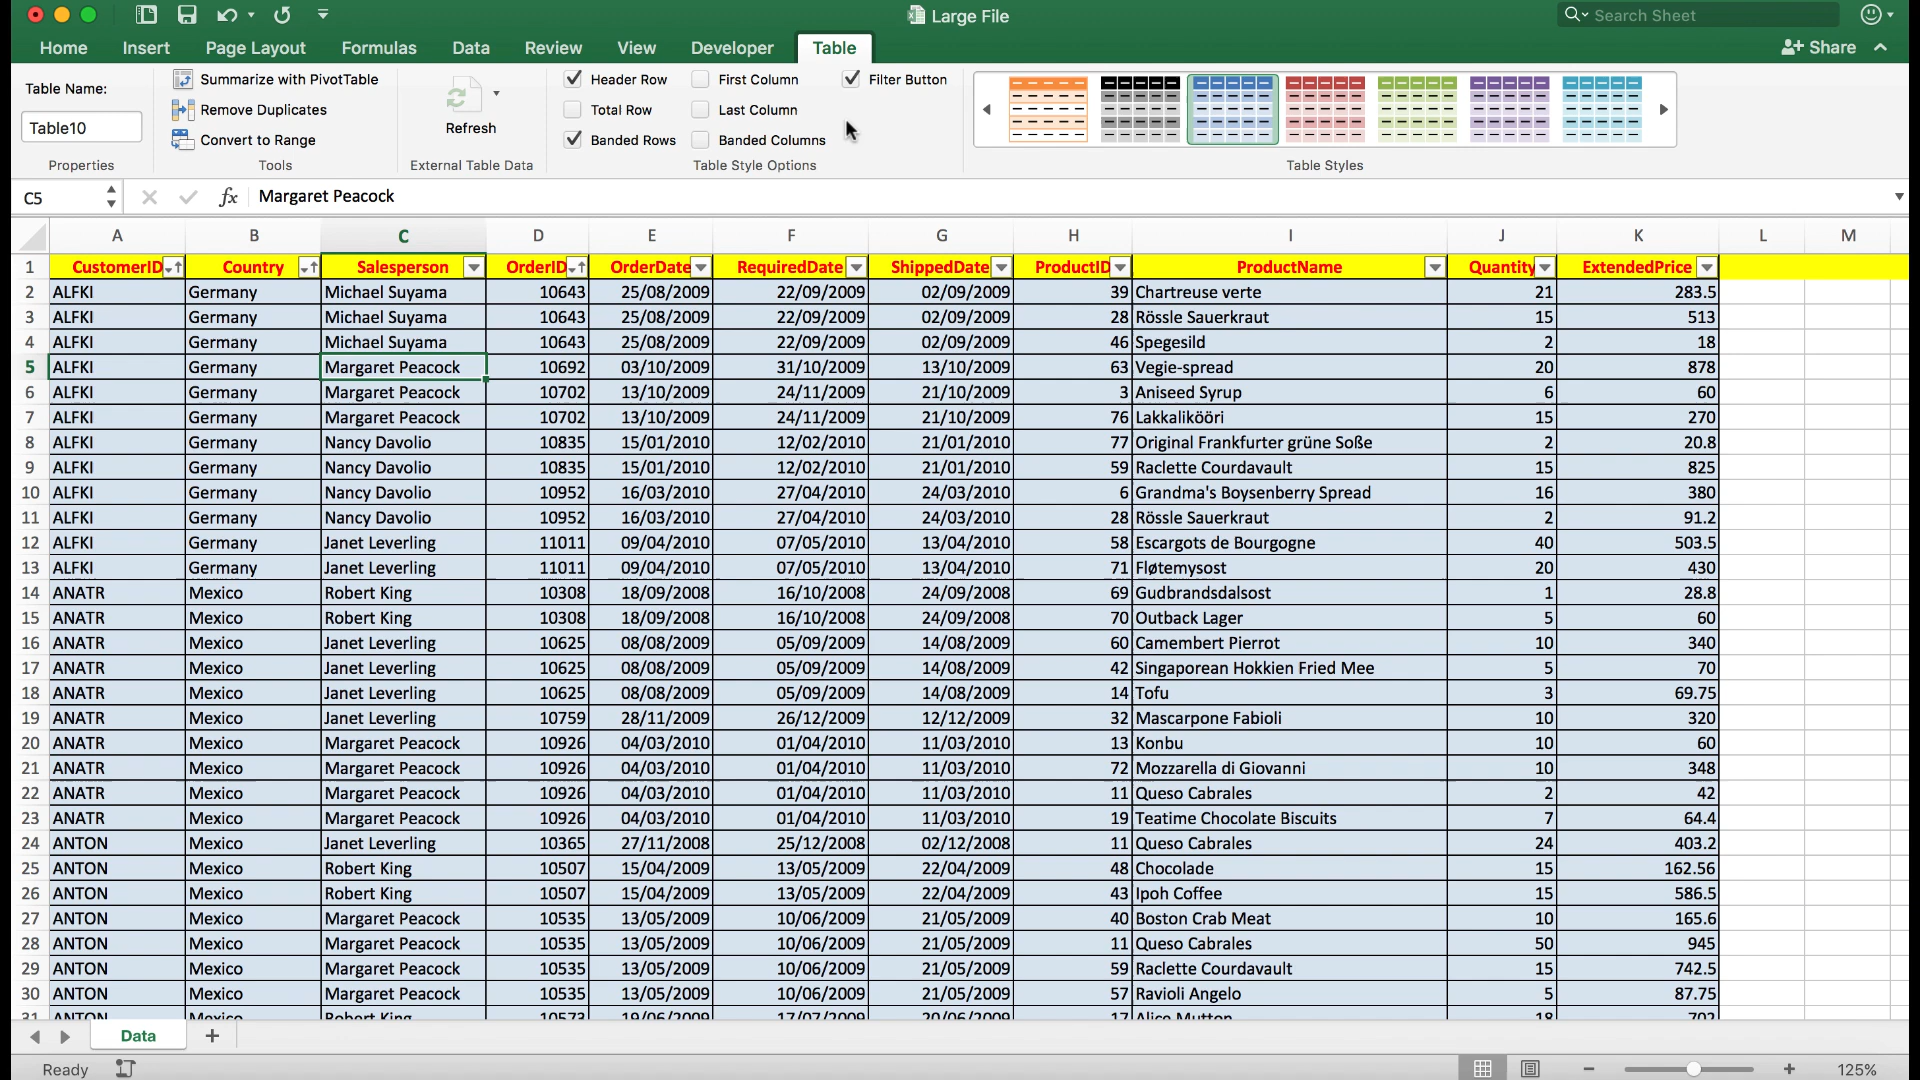 Large File
Search Sheet
Home Insert Page Layout Formulas Data Review View Developer Table Share
Table Name:
Table10
Properties
Summarize with PivotTable
Remove Duplicates
Convert to Range
Tools
Refresh
External Table Data
Header Row First Column Filter Button
Total Row Last Column
Banded Rows Banded Columns
Table Style Options
Table Styles
C5 fx Margaret Peacock
A B C D E F G H I J K L M
1 CustomerID Country Salesperson OrderID OrderDate RequiredDate ShippedDate ProductID ProductName Quantity ExtendedPrice
2 ALFKI Germany Michael Suyama 10643 25/08/2009 22/09/2009 02/09/2009 39 Chartreuse verte 21 283.5
3 ALFKI Germany Michael Suyama 10643 25/08/2009 22/09/2009 02/09/2009 28 Rössle Sauerkraut 15 513
4 ALFKI Germany Michael Suyama 10643 25/08/2009 22/09/2009 02/09/2009 46 Spegesild 2 18
5 ALFKI Germany Margaret Peacock 10692 03/10/2009 31/10/2009 13/10/2009 63 Vegie-spread 20 878
6 ALFKI Germany Margaret Peacock 10702 13/10/2009 24/11/2009 21/10/2009 3 Aniseed Syrup 6 60
7 ALFKI Germany Margaret Peacock 10702 13/10/2009 24/11/2009 21/10/2009 76 Lakkalikööri 15 270
8 ALFKI Germany Nancy Davolio 10835 15/01/2010 12/02/2010 21/01/2010 77 Original Frankfurter grüne Soße 2 20.8
9 ALFKI Germany Nancy Davolio 10835 15/01/2010 12/02/2010 21/01/2010 59 Raclette Courdavault 15 825
10 ALFKI Germany Nancy Davolio 10952 16/03/2010 27/04/2010 24/03/2010 6 Grandma's Boysenberry Spread 16 380
11 ALFKI Germany Nancy Davolio 10952 16/03/2010 27/04/2010 24/03/2010 28 Rössle Sauerkraut 2 91.2
12 ALFKI Germany Janet Leverling 11011 09/04/2010 07/05/2010 13/04/2010 58 Escargots de Bourgogne 40 503.5
13 ALFKI Germany Janet Leverling 11011 09/04/2010 07/05/2010 13/04/2010 71 Fløtemysost 20 430
14 ANATR Mexico Robert King 10308 18/09/2008 16/10/2008 24/09/2008 69 Gudbrandsdalsost 1 28.8
15 ANATR Mexico Robert King 10308 18/09/2008 16/10/2008 24/09/2008 70 Outback Lager 5 60
16 ANATR Mexico Janet Leverling 10625 08/08/2009 05/09/2009 14/08/2009 60 Camembert Pierrot 10 340
17 ANATR Mexico Janet Leverling 10625 08/08/2009 05/09/2009 14/08/2009 42 Singaporean Hokkien Fried Mee 5 70
18 ANATR Mexico Janet Leverling 10625 08/08/2009 05/09/2009 14/08/2009 14 Tofu 3 69.75
19 ANATR Mexico Janet Leverling 10759 28/11/2009 26/12/2009 12/12/2009 32 Mascarpone Fabioli 10 320
20 ANATR Mexico Margaret Peacock 10926 04/03/2010 01/04/2010 11/03/2010 13 Konbu 10 60
21 ANATR Mexico Margaret Peacock 10926 04/03/2010 01/04/2010 11/03/2010 72 Mozzarella di Giovanni 10 348
22 ANATR Mexico Margaret Peacock 10926 04/03/2010 01/04/2010 11/03/2010 11 Queso Cabrales 2 42
23 ANATR Mexico Margaret Peacock 10926 04/03/2010 01/04/2010 11/03/2010 19 Teatime Chocolate Biscuits 7 64.4
24 ANTON Mexico Janet Leverling 10365 27/11/2008 25/12/2008 02/12/2008 11 Queso Cabrales 24 403.2
25 ANTON Mexico Robert King 10507 15/04/2009 13/05/2009 22/04/2009 48 Chocolade 15 162.56
26 ANTON Mexico Robert King 10507 15/04/2009 13/05/2009 22/04/2009 43 Ipoh Coffee 15 586.5
27 ANTON Mexico Margaret Peacock 10535 13/05/2009 10/06/2009 21/05/2009 40 Boston Crab Meat 10 165.6
28 ANTON Mexico Margaret Peacock 10535 13/05/2009 10/06/2009 21/05/2009 11 Queso Cabrales 50 945
29 ANTON Mexico Margaret Peacock 10535 13/05/2009 10/06/2009 21/05/2009 59 Raclette Courdavault 15 742.5
30 ANTON Mexico Margaret Peacock 10535 13/05/2009 10/06/2009 21/05/2009 57 Ravioli Angelo 5 87.75
31 ANTON Mexico Robert King 10573 19/06/2009 17/07/2009 20/06/2009 17 Alice Mutton 18 702
Data
Ready 125%